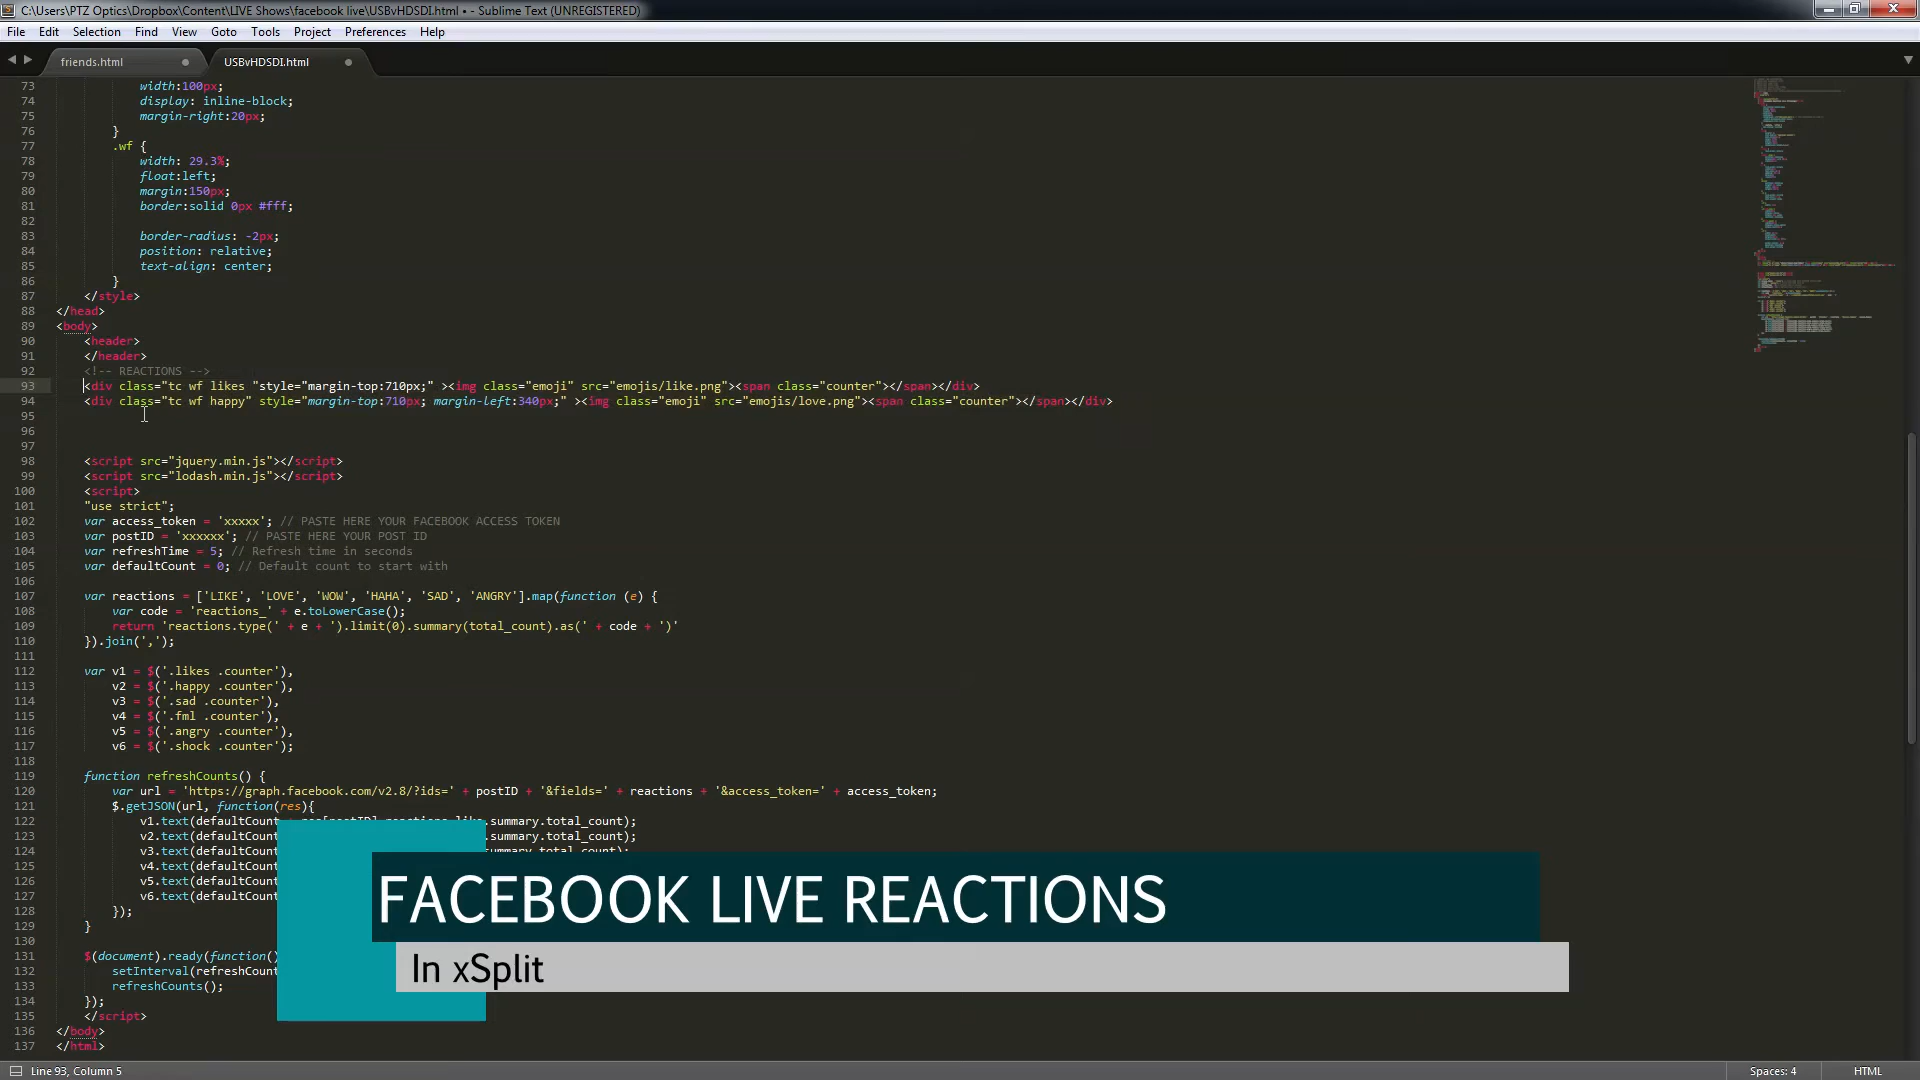 C:\Users\PTZ Optics\Dropbox\Content\LIVE Shows\facebook live\USBvHDSDI.html • - Sublime Text (UNREGISTERED)
File Edit Selection Find View Goto Tools Project Preferences Help
friends.html USBvHDSDI.html
73 width:100px;
74 display: inline-block;
75 margin-right:20px;
76 }
77 .wf {
78 width: 29.3%;
79 float:left;
80 margin:150px;
81 border:solid 0px #fff;
82
83 border-radius: -2px;
84 position: relative;
85 text-align: center;
86 }
87 </style>
88 </head>
89 <body>
90 <header>
91 </header>
92 <!-- REACTIONS -->
93 <div class="tc wf likes "style="margin-top:710px;" ><img class="emoji" src="emojis/like.png"><span class="counter"></span></div>
94 <div class="tc wf happy" style="margin-top:710px; margin-left:340px;" ><img class="emoji" src="emojis/love.png"><span class="counter"></span></div>
95
96
97
98 <script src="jquery.min.js"></script>
99 <script src="lodash.min.js"></script>
100 <script>
101 "use strict";
102 var access_token = 'xxxxx'; // PASTE HERE YOUR FACEBOOK ACCESS TOKEN
103 var postID = 'xxxxxx'; // PASTE HERE YOUR POST ID
104 var refreshTime = 5; // Refresh time in seconds
105 var defaultCount = 0; // Default count to start with
106
107 var reactions = ['LIKE', 'LOVE', 'WOW', 'HAHA', 'SAD', 'ANGRY'].map(function (e) {
108 var code = 'reactions_' + e.toLowerCase();
109 return 'reactions.type(' + e + ').limit(0).summary(total_count).as(' + code + ')'
110 }).join(',');
111
112 var v1 = $('.likes .counter'),
113 v2 = $('.happy .counter'),
114 v3 = $('.sad .counter'),
115 v4 = $('.fml .counter'),
116 v5 = $('.angry .counter'),
117 v6 = $('.shock .counter');
118
119 function refreshCounts() {
120 var url = 'https://graph.facebook.com/v2.8/?ids=' + postID + '&fields=' + reactions + '&access_token=' + access_token;
121 $.getJSON(url, function(res){
122 v1.text(defaultCount .summary.total_count);
123 v2.text(defaultCount .summary.total_count);
124 v3.text(defaultCount .summary.total_count);
125 v4.text(defaultCount
126 v5.text(defaultCount
127 v6.text(defaultCount
128 });
129 }
130
131 $(document).ready(function()
132 setInterval(refreshCount
133 refreshCounts();
134 });
135 </script>
136 </body>
137 </html>
FACEBOOK LIVE REACTIONS
In xSplit
Line 93, Column 5 Spaces: 4 HTML